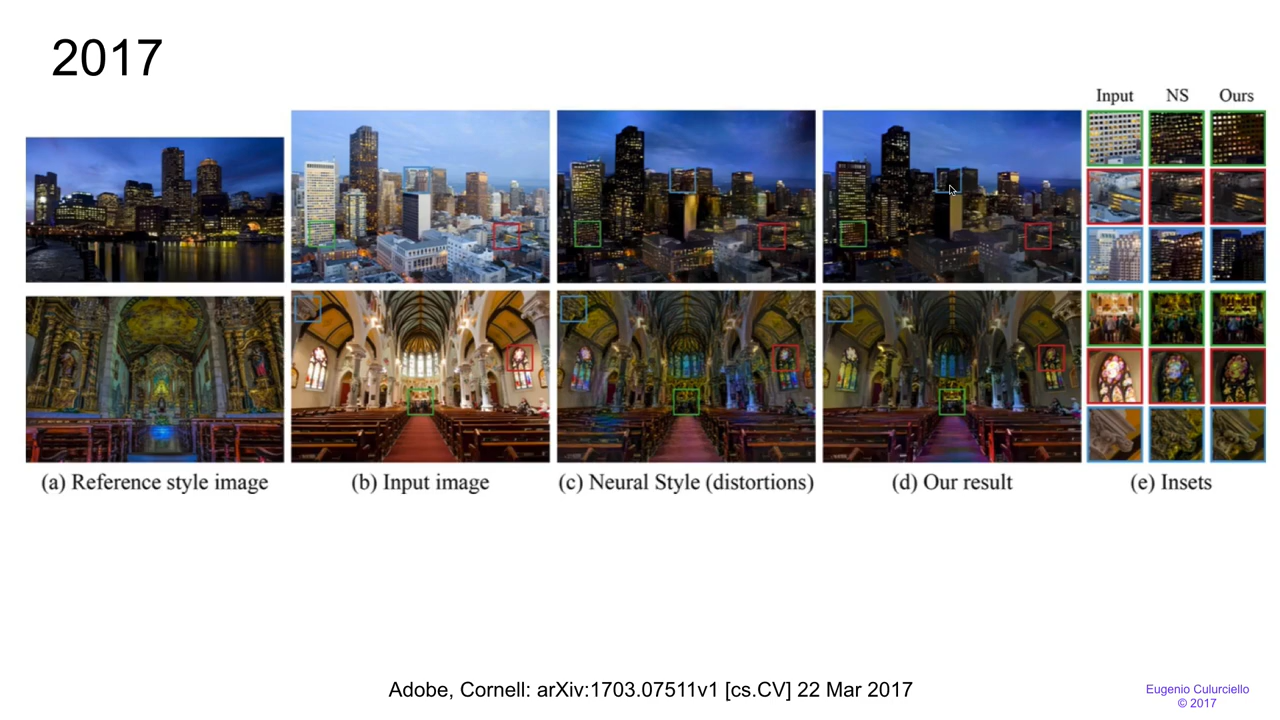 2017
Input NS Ours
(a) Reference style image (b) Input image (c) Neural Style (distortions) (d) Our result (e) Insets
Adobe, Cornell: arXiv:1703.07511v1 [cs.CV] 22 Mar 2017
Eugenio Culurciello
© 2017